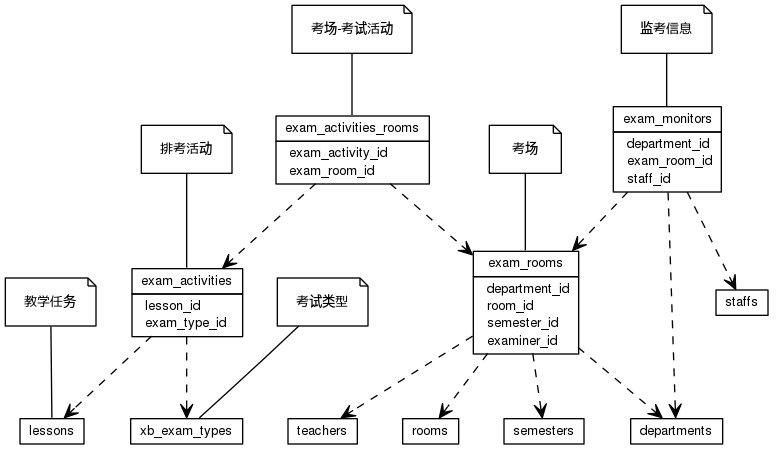 考场-考试活动
监考信息
exam_activities_rooms
exam_activity_id
exam_room_id
exam_monitors
department_id
exam_room_id
staff_id
排考活动
考场
exam_activities
lesson_id
exam_type_id
exam_rooms
department_id
room_id
semester_id
examiner_id
教学任务
考试类型
staffs
lessons
xb_exam_types
teachers
rooms
semesters
departments